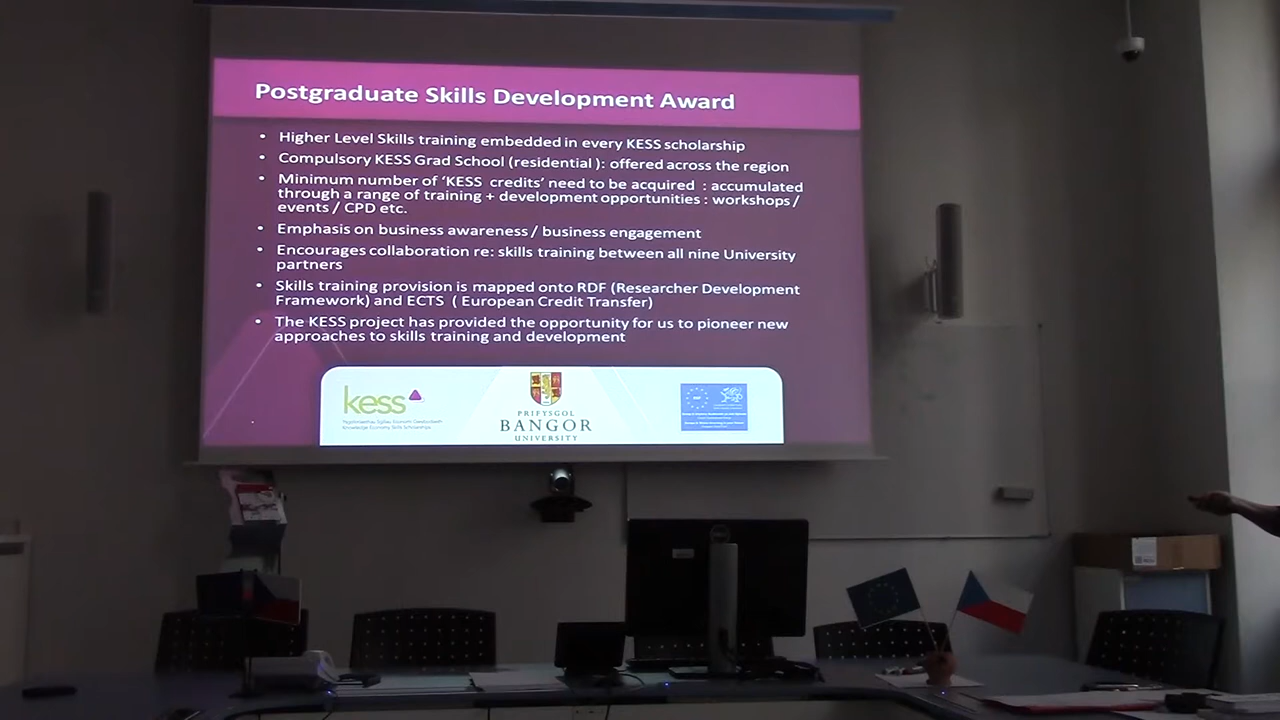 Postgraduate Skills Development Award
• Higher Level Skills training embedded in every KESS scholarship
• Compulsory KESS Grad School (residential ): offered across the region
• Minimum number of ‘KESS credits’ need to be acquired : accumulated
through a range of training + development opportunities : workshops /
events / CPD etc.
• Emphasis on business awareness / business engagement
• Encourages collaboration re: skills training between all nine University
partners
• Skills training provision is mapped onto RDF (Researcher Development
Framework) and ECTS ( European Credit Transfer)
• The KESS project has provided the opportunity for us to pioneer new
approaches to skills training and development
kess
Knowledge Economy Skills Scholarships
PRIFYSGOL
BANGOR
UNIVERSITY